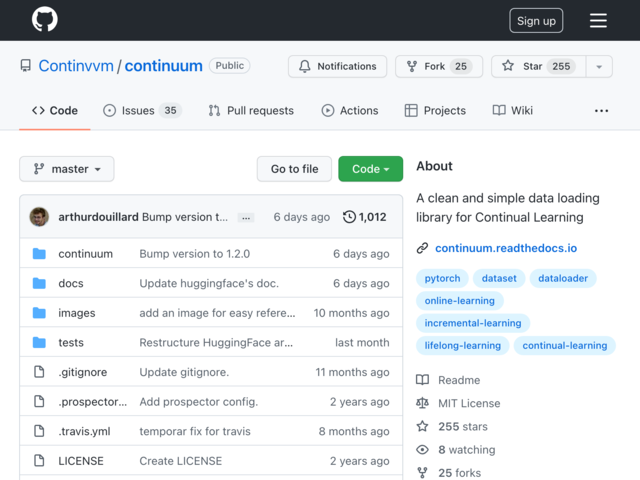 Sign up
Continvvm / continuum Public
Notifications Fork 25 Star 255
Code Issues 35 Pull requests Actions Projects Wiki ...
master Go to file Code
arthurdouillard Bump version t... ... 6 days ago 1,012
continuum Bump version to 1.2.0 6 days ago
docs Update huggingface's doc. 6 days ago
images add an image for easy refere... 10 months ago
tests Restructure HuggingFace ar... last month
.gitignore Update gitignore. 11 months ago
.prospector... Add prospector config. 2 years ago
.travis.yml temporar fix for travis 8 months ago
LICENSE Create LICENSE 2 years ago
About
A clean and simple data loading
library for Continual Learning
continuum.readthedocs.io
pytorch dataset dataloader
online-learning
incremental-learning
lifelong-learning continual-learning
Readme
MIT License
255 stars
8 watching
25 forks